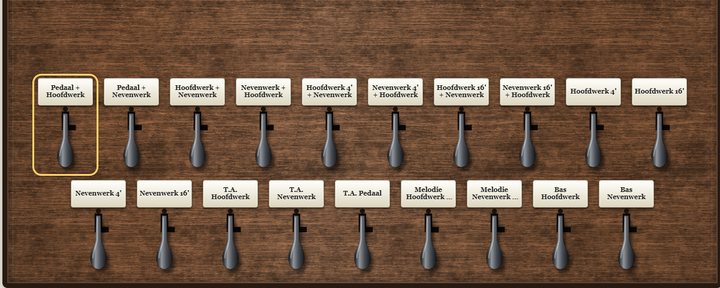 Pedaal +
Hoofdwerk
Pedaal +
Nevenwerk
Hoofdwerk +
Nevenwerk
Nevenwerk +
Hoofdwerk
Hoofdwerk 4'
+ Nevenwerk
Nevenwerk 4'
+ Hoofdwerk
Hoofdwerk 16'
+ Nevenwerk
Nevenwerk 16'
+ Hoofdwerk
Hoofdwerk 4'
Hoofdwerk 16'
Nevenwerk 4'
Nevenwerk 16'
T.A.
Hoofdwerk
T.A.
Nevenwerk
T.A. Pedaal
Melodie
Hoofdwerk ...
Melodie
Nevenwerk ...
Bas
Hoofdwerk
Bas
Nevenwerk